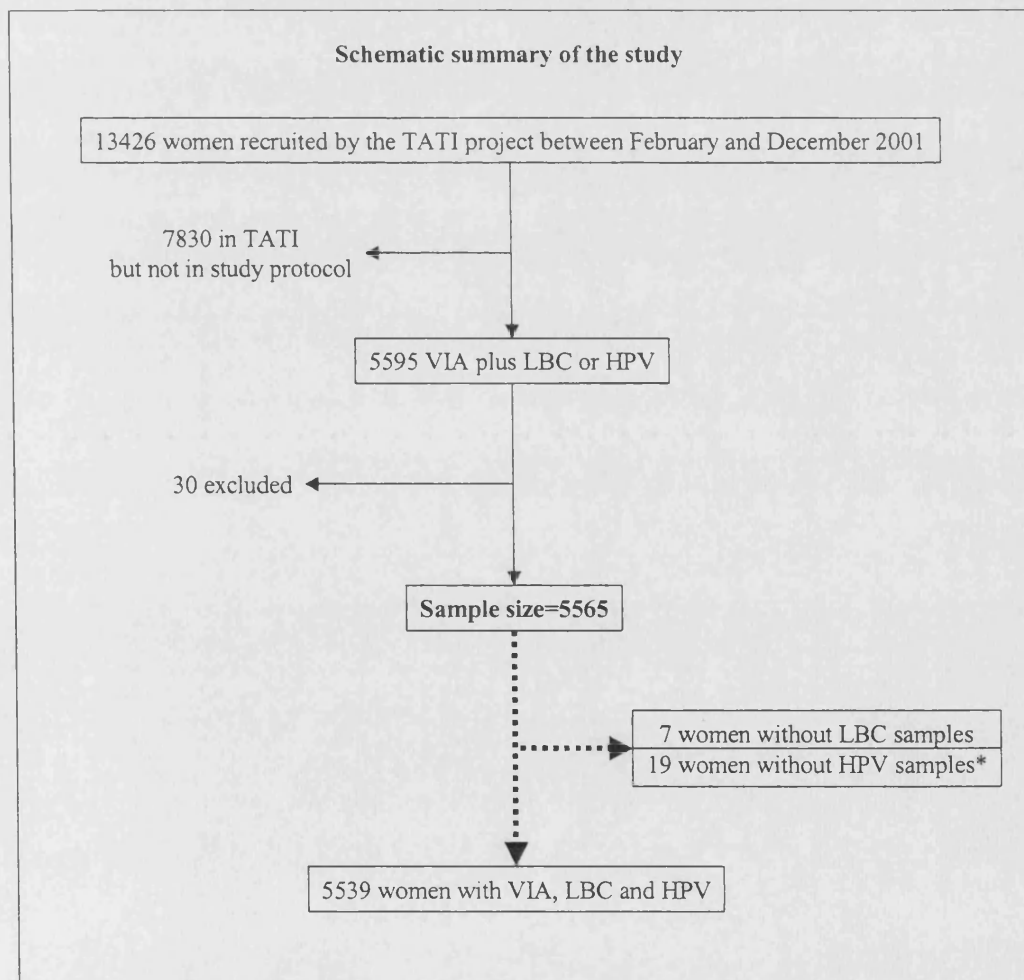 Schematic summary of the study
13426 women recruited by the TATI project between February and December 2001
7830 in TATI
but not in study protocol
5595 VIA plus LBC or HPV
30 excluded
Sample size=5565
7 women without LBC samples
19 women without HPV samples*
5539 women with VIA, LBC and HPV